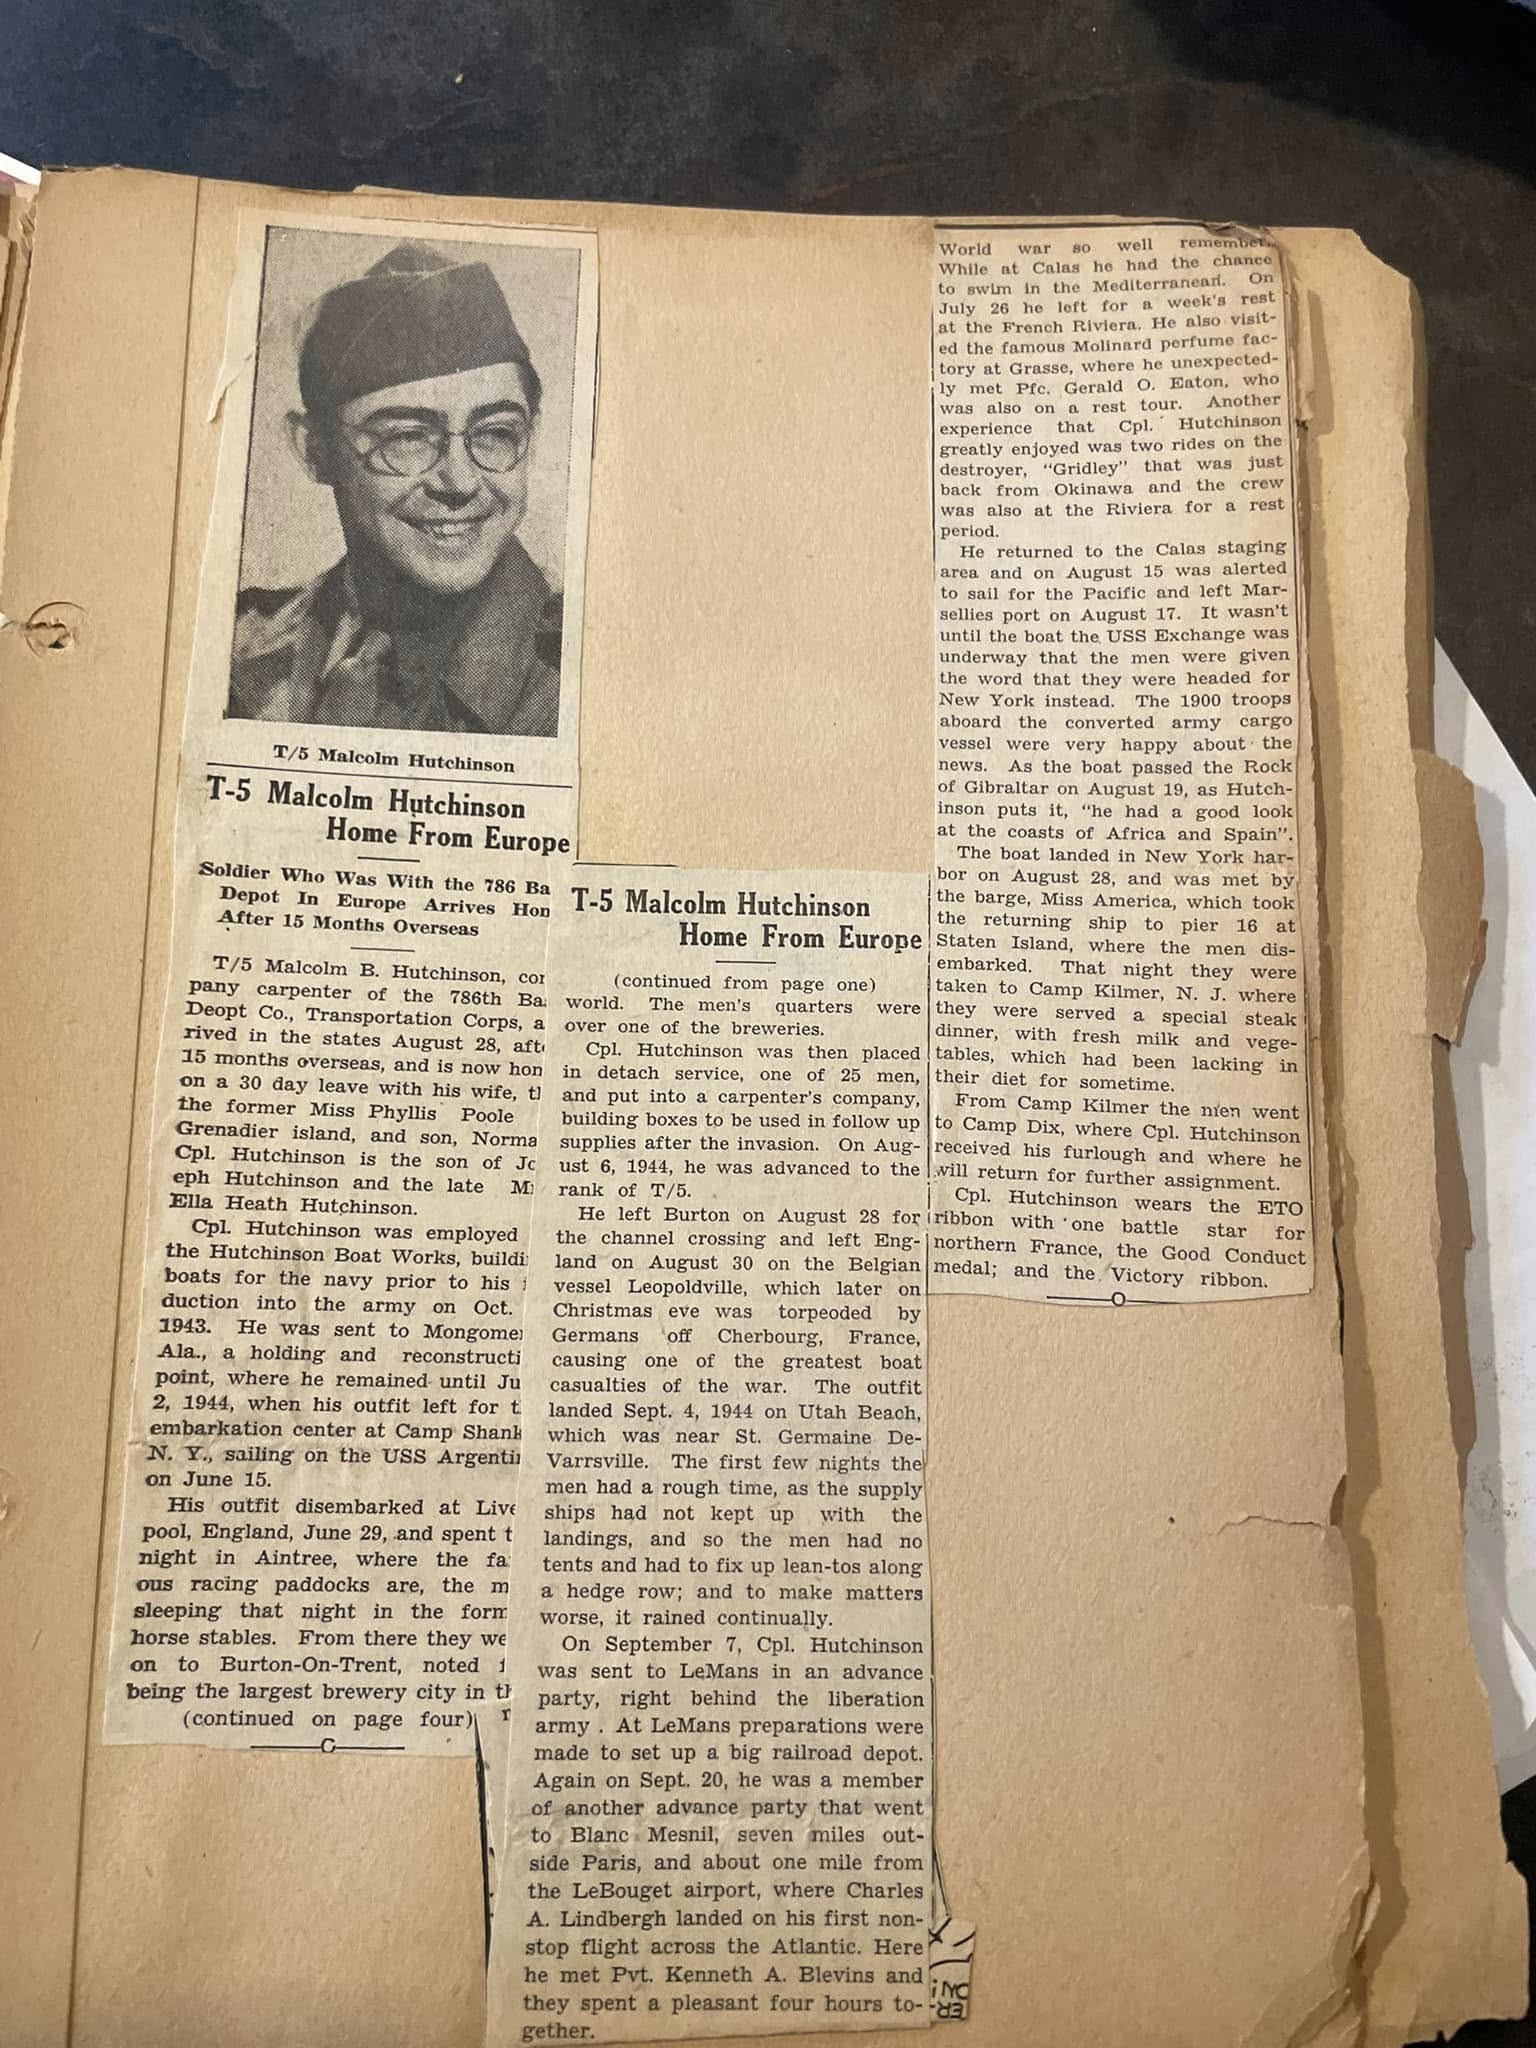 T/5 Malcolm Hutchinson
T-5 Malcolm Hutchinson
Home From Europe
Soldier Who Was With the 786 Ba
Depot In Europe Arrives Hon
After 15 Months Overseas
T/5 Malcolm B. Hutchinson, cor
pany carpenter of the 786th Ba
Deopt Co., Transportation Corps, a
rived in the states August 28, afte
15 months overseas, and is now hon
on a 30 day leave with his wife, tl
the former Miss Phyllis Poole
Grenadier island, and son, Norma
Cpl. Hutchinson is the son of Jo
eph Hutchinson and the late M
Ella Heath Hutchinson.
Cpl. Hutchinson was employed
the Hutchinson Boat Works, buildi
boats for the navy prior to his i
duction into the army on Oct.
1943. He was sent to Mongomer
Ala., a holding and reconstructi
point, where he remained until Ju
2, 1944, when his outfit left for t
embarkation center at Camp Shank
N. Y., sailing on the USS Argentin
on June 15.
His outfit disembarked at Live
pool, England, June 29, and spent t
night in Aintree, where the fa
ous racing paddocks are, the m
sleeping that night in the form
horse stables. From there they we
on to Burton-On-Trent, noted f
being the largest brewery city in th
(continued on page four)
T-5 Malcolm Hutchinson
Home From Europe
(continued from page one)
world. The men's quarters were
over one of the breweries.
Cpl. Hutchinson was then placed
in detach service, one of 25 men,
and put into a carpenter's company,
building boxes to be used in follow up
supplies after the invasion. On Aug-
ust 6, 1944, he was advanced to the
rank of T/5.
He left Burton on August 28 for
the channel crossing and left Eng-
land on August 30 on the Belgian
vessel Leopoldville, which later on
Christmas eve was torpedoed by
Germans off Cherbourg, France,
causing one of the greatest boat
casualties of the war. The outfit
landed Sept. 4, 1944 on Utah Beach,
which was near St. Germaine De-
Varrsville. The first few nights the
men had a rough time, as the supply
ships had not kept up with the
landings, and so the men had no
tents and had to fix up lean-tos along
a hedge row; and to make matters
worse, it rained continually.
On September 7, Cpl. Hutchinson
was sent to LeMans in an advance
party, right behind the liberation
army . At LeMans preparations were
made to set up a big railroad depot.
Again on Sept. 20, he was a member
of another advance party that went
to Blanc Mesnil, seven miles out-
side Paris, and about one mile from
the LeBouget airport, where Charles
A. Lindbergh landed on his first non-
stop flight across the Atlantic. Here
he met Pvt. Kenneth A. Blevins and
they spent a pleasant four hours to-
gether.
World war so well remember.
While at Calas he had the chance
to swim in the Mediterranean. On
July 26 he left for a week's rest
at the French Riviera. He also visit-
ed the famous Molinard perfume fac-
tory at Grasse, where he unexpected-
ly met Pfc. Gerald O. Eaton, who
was also on a rest tour. Another
experience that Cpl. Hutchinson
greatly enjoyed was two rides on the
destroyer, "Gridley" that was just
back from Okinawa and the crew
was also at the Riviera for a rest
period.
He returned to the Calas staging
area and on August 15 was alerted
to sail for the Pacific and left Mar-
sellies port on August 17. It wasn't
until the boat the USS Exchange was
underway that the men were given
the word that they were headed for
New York instead. The 1900 troops
aboard the converted army cargo
vessel were very happy about the
news. As the boat passed the Rock
of Gibraltar on August 19, as Hutch-
inson puts it, "he had a good look
at the coasts of Africa and Spain".
The boat landed in New York har-
bor on August 28, and was met by
the barge, Miss America, which took
the returning ship to pier 16 at
Staten Island, where the men dis-
embarked. That night they were
taken to Camp Kilmer, N. J. where
they were served a special steak
dinner, with fresh milk and vege-
tables, which had been lacking in
their diet for sometime.
From Camp Kilmer the men went
to Camp Dix, where Cpl. Hutchinson
received his furlough and where he
will return for further assignment.
Cpl. Hutchinson wears the ETO
ribbon with one battle star for
northern France, the Good Conduct
medal; and the Victory ribbon.